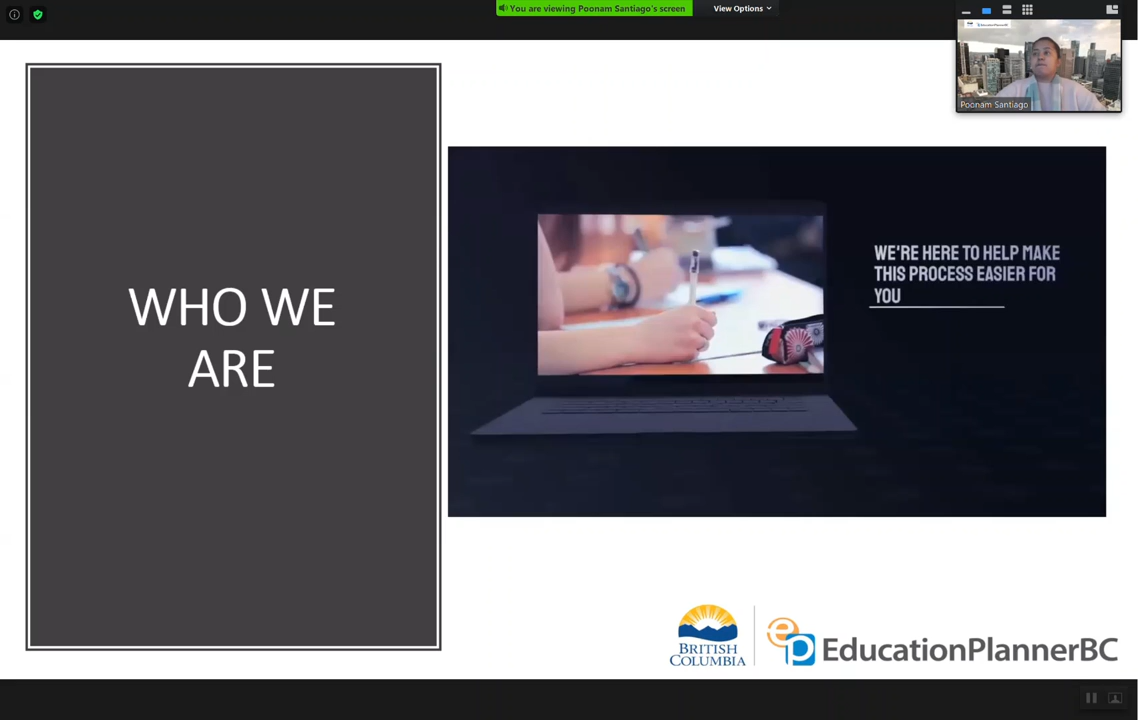 You are viewing Poonam Santiago's screen
View Options
Poonam Santiago
WHO WE
ARE
WE'RE HERE TO HELP MAKE
THIS PROCESS EASIER FOR
YOU
BRITISH
COLUMBIA
ep EducationPlannerBC